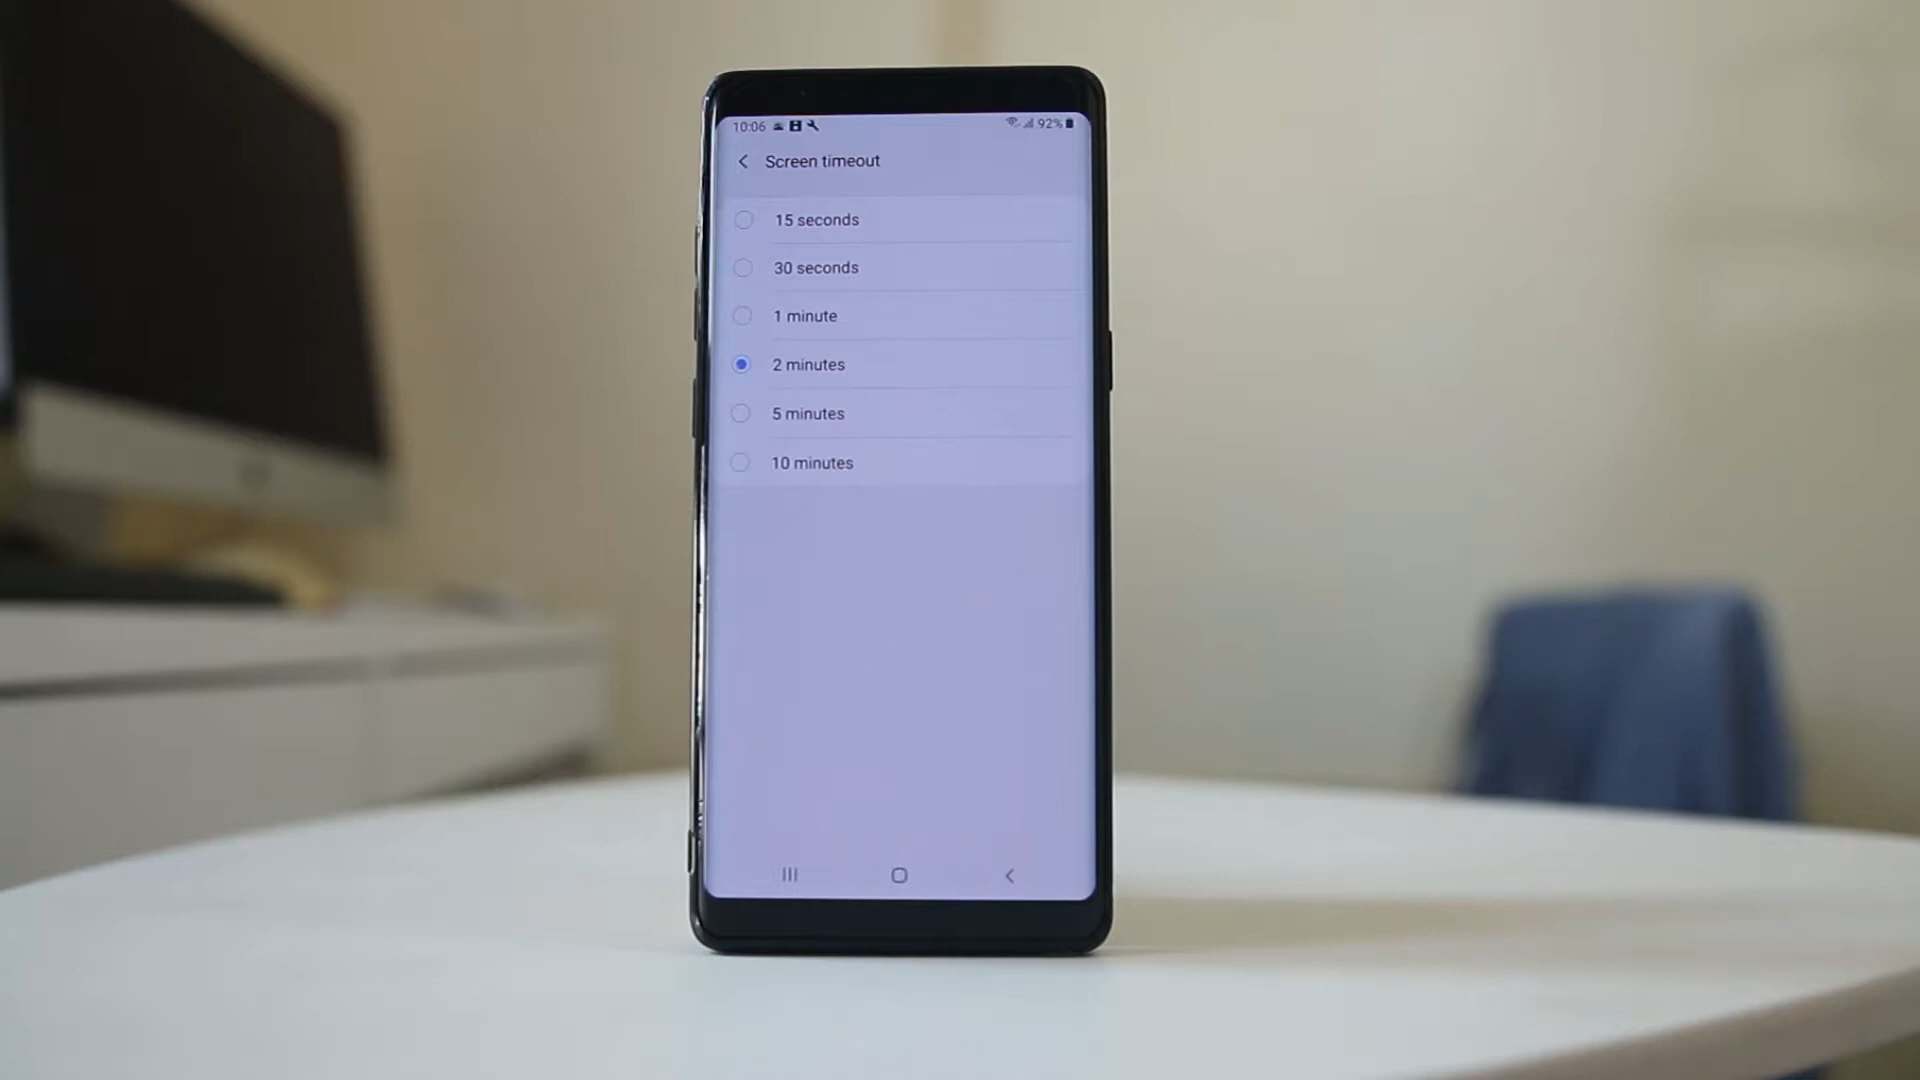 10:06 92%
Screen timeout
15 seconds
30 seconds
1 minute
2 minutes
5 minutes
10 minutes